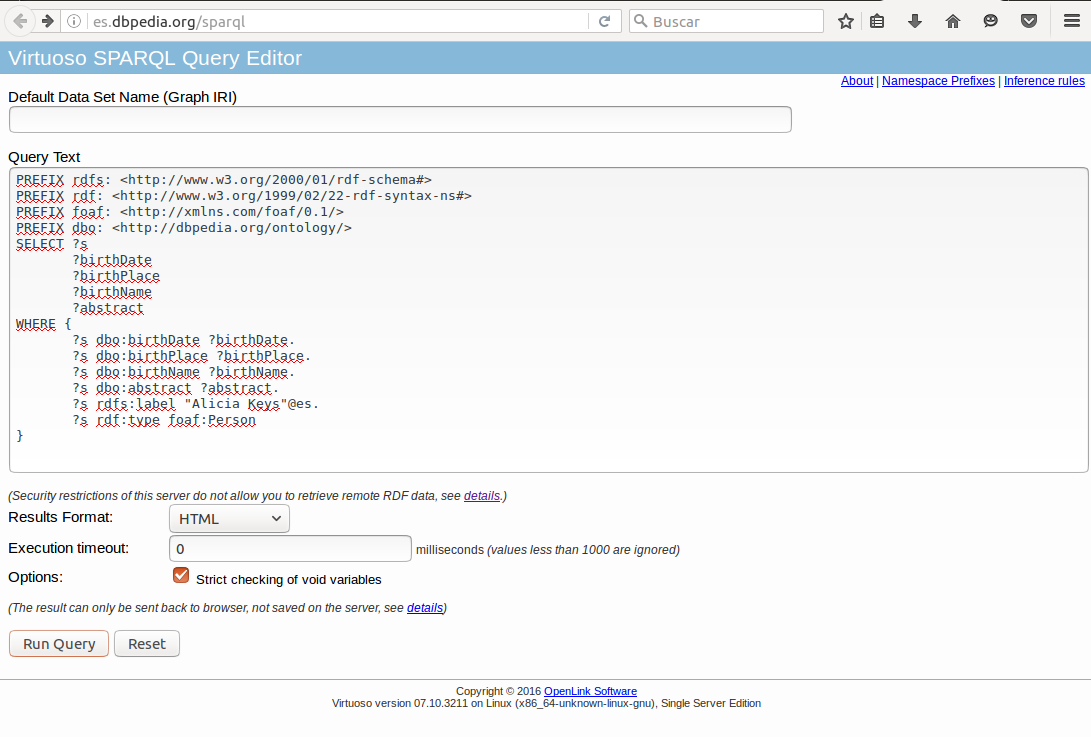 es.dbpedia.org/sparql
Buscar
Virtuoso SPARQL Query Editor
About | Namespace Prefixes | Inference rules
Default Data Set Name (Graph IRI)
Query Text
PREFIX rdfs: <http://www.w3.org/2000/01/rdf-schema#>
PREFIX rdf: <http://www.w3.org/1999/02/22-rdf-syntax-ns#>
PREFIX foaf: <http://xmlns.com/foaf/0.1/>
PREFIX dbo: <http://dbpedia.org/ontology/>
SELECT ?s
?birthDate
?birthPlace
?birthName
?abstract
WHERE {
?s dbo:birthDate ?birthDate.
?s dbo:birthPlace ?birthPlace.
?s dbo:birthName ?birthName.
?s dbo:abstract ?abstract.
?s rdfs:label "Alicia Keys"@es.
?s rdf:type foaf:Person
}
(Security restrictions of this server do not allow you to retrieve remote RDF data, see details.)
Results Format: HTML
Execution timeout: 0 milliseconds (values less than 1000 are ignored)
Options: Strict checking of void variables
(The result can only be sent back to browser, not saved on the server, see details)
Run Query Reset
Copyright © 2016 OpenLink Software
Virtuoso version 07.10.3211 on Linux (x86_64-unknown-linux-gnu), Single Server Edition